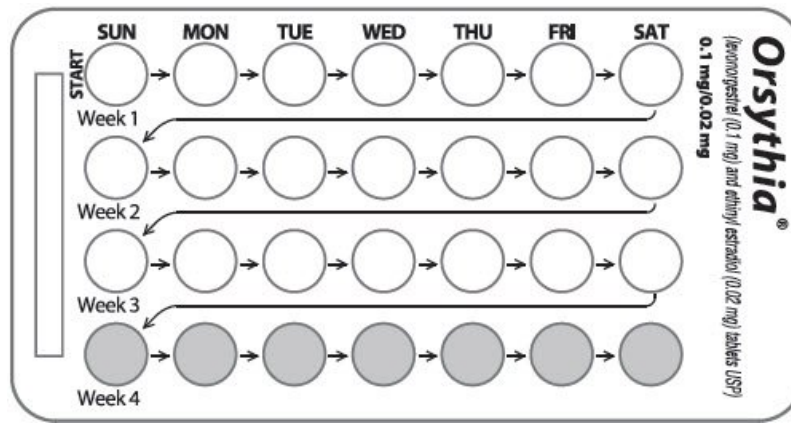 SUN MON TUE WED THU FRI SAT
START
Week 1
Week 2
Week 3
Week 4
Orsythia®
(levonorgestrel (0.1 mg) and ethinyl estradiol (0.02 mg) tablets USP)
0.1 mg/0.02 mg